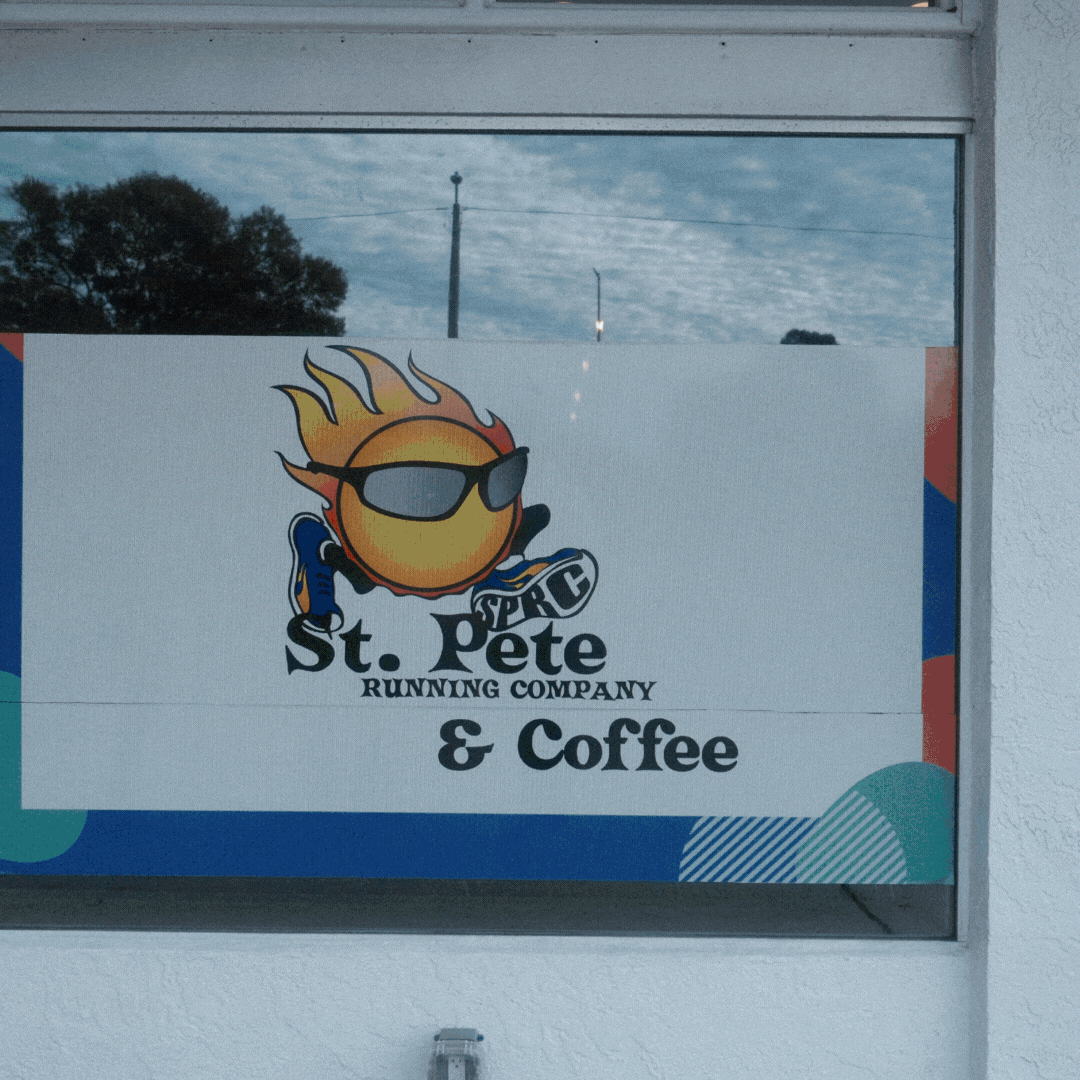 SPRC
St. Pete
RUNNING COMPANY
& Coffee